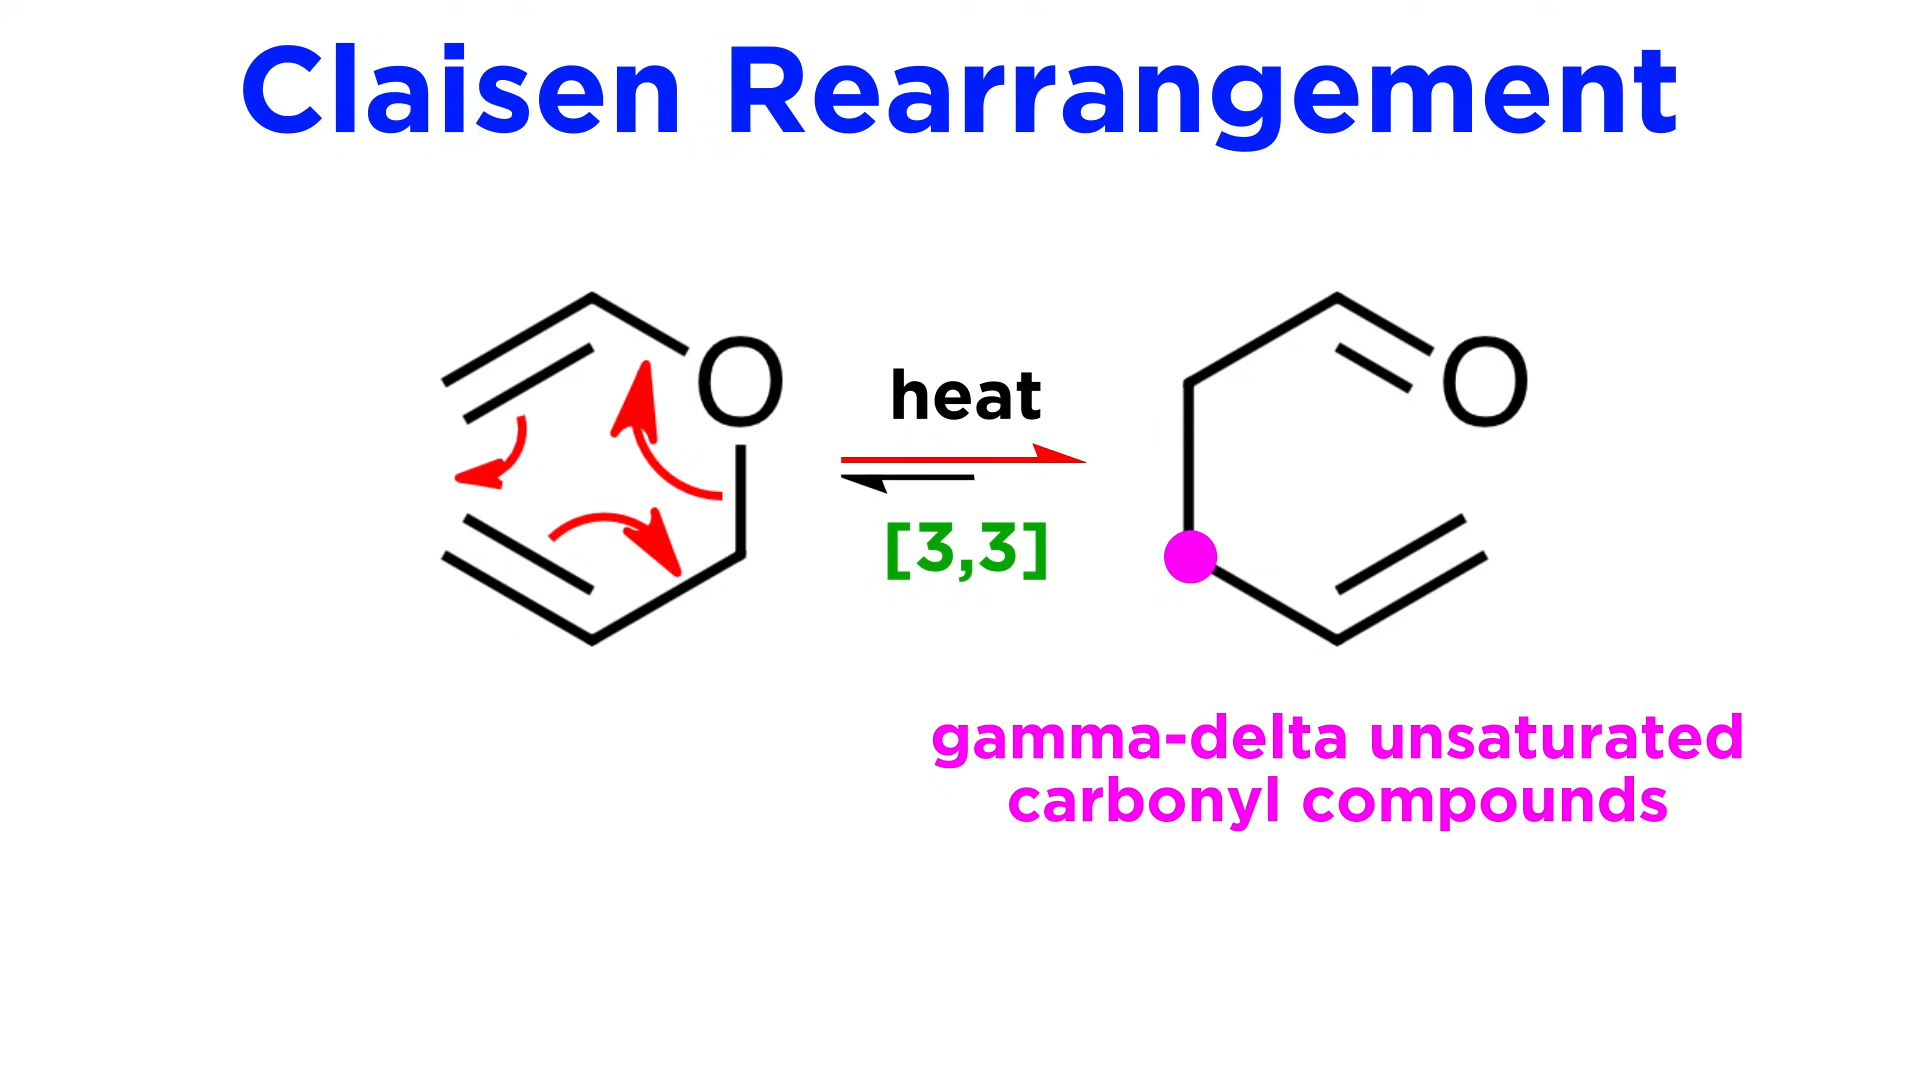 Claisen Rearrangement
O
heat
O
[3,3]
gamma-delta unsaturated
carbonyl compounds